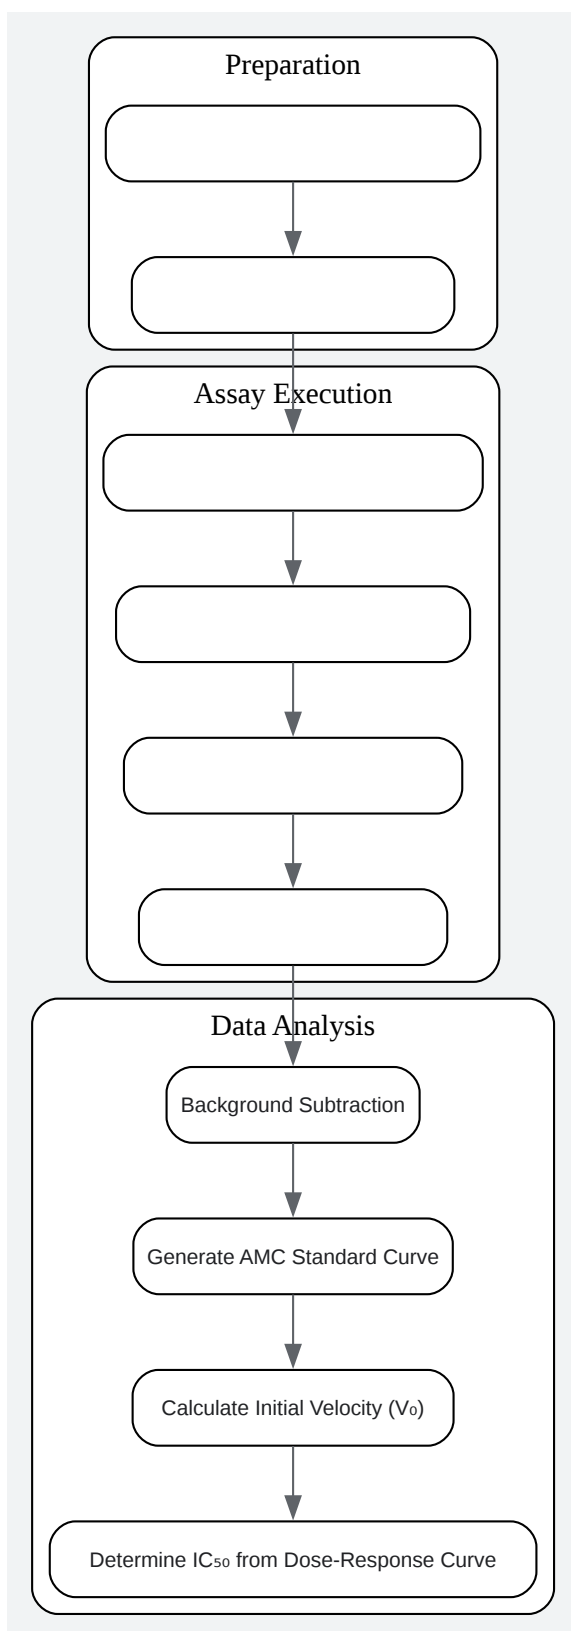 Preparation
Assay Execution
Data Analysis
Background Subtraction
Generate AMC Standard Curve
Calculate Initial Velocity (V₀)
Determine IC₅₀ from Dose-Response Curve